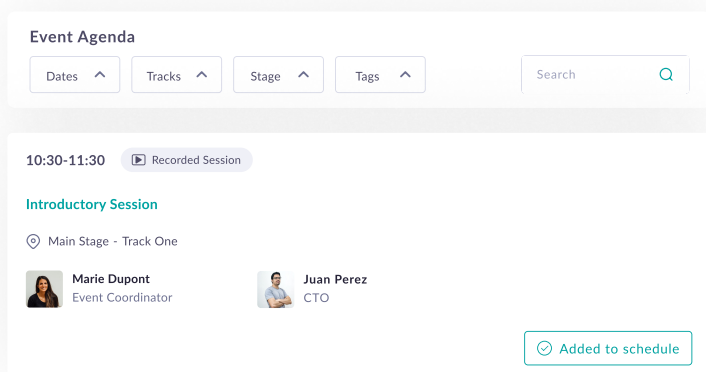 Event Agenda
Dates Tracks Stage Tags Search
10:30-11:30 Recorded Session
Introductory Session
Main Stage - Track One
Marie Dupont Juan Perez
Event Coordinator CTO
Added to schedule